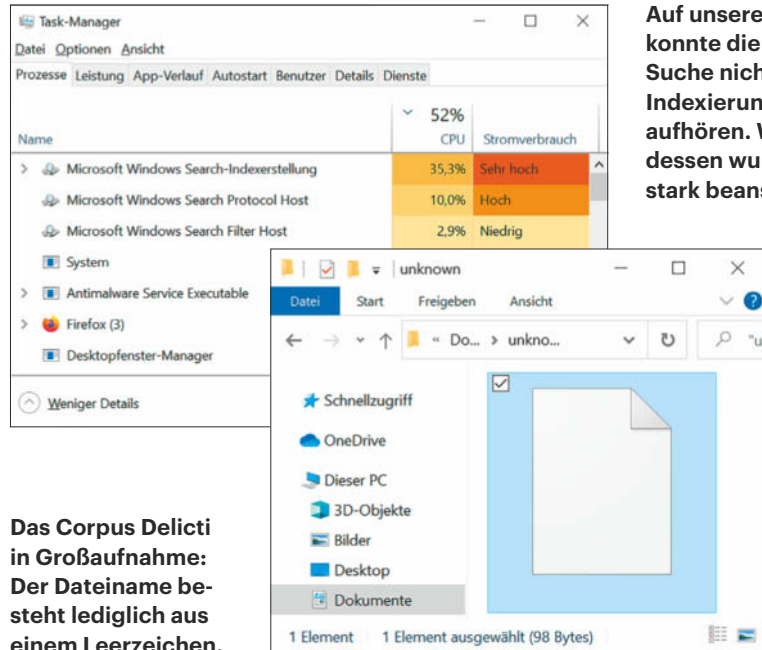 Task-Manager
Datei Optionen Ansicht
Prozesse Leistung App-Verlauf Autostart Benutzer Details Dienste
52%
Name CPU Stromverbrauch
Microsoft Windows Search-Indexerstellung 35,3% Sehr hoch
Microsoft Windows Search Protocol Host 10,0% Hoch
Microsoft Windows Search Filter Host 2,9% Niedrig
System
Antimalware Service Executable
Firefox (3)
Desktopfenster-Manager
Weniger Details
Auf unsere
konnte die
Suche nich
Indexierun
aufhören. W
dessen wu
stark beans
unknown
Datei Start Freigeben Ansicht
« Do... > unkno... "u
Schnellzugriff
OneDrive
Dieser PC
3D-Objekte
Bilder
Desktop
Dokumente
1 Element 1 Element ausgewählt (98 Bytes)
Das Corpus Delicti
in Großaufnahme:
Der Dateiname be-
steht lediglich aus
einem Leerzeichen.